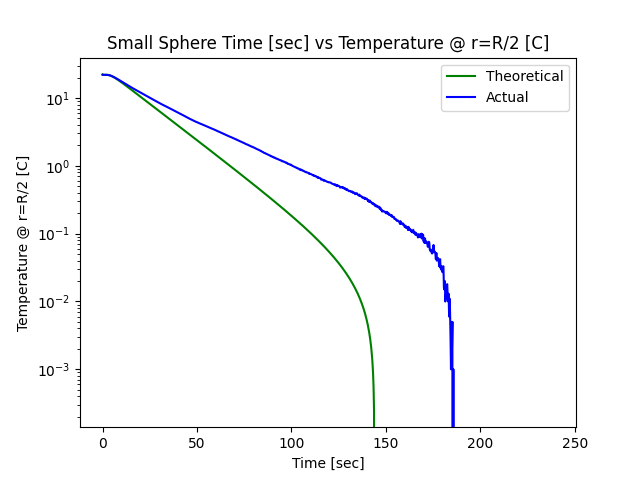 Small Sphere Time [sec] vs Temperature @ r=R/2 [C]
Theoretical
Actual
Temperature @ r=R/2 [C]
10¹
10⁰
10⁻¹
10⁻²
10⁻³
0 50 100 150 200 250
Time [sec]